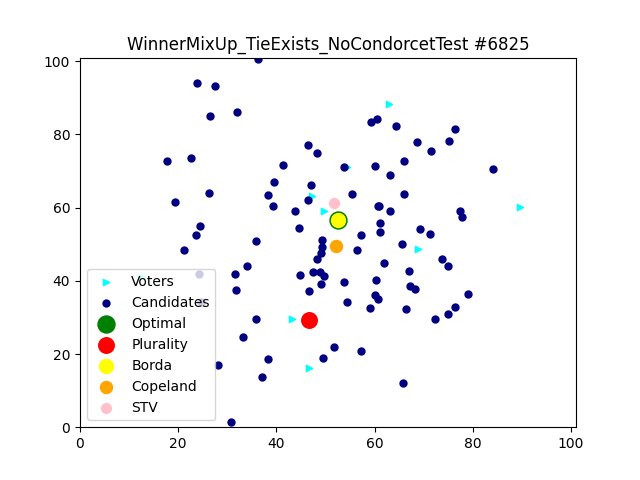 WinnerMixUp_TieExists_NoCondorcetTest #6825
100
80
60
40
20
0
Voters
Candidates
Optimal
Plurality
Borda
Copeland
STV
0 20 40 60 80 100